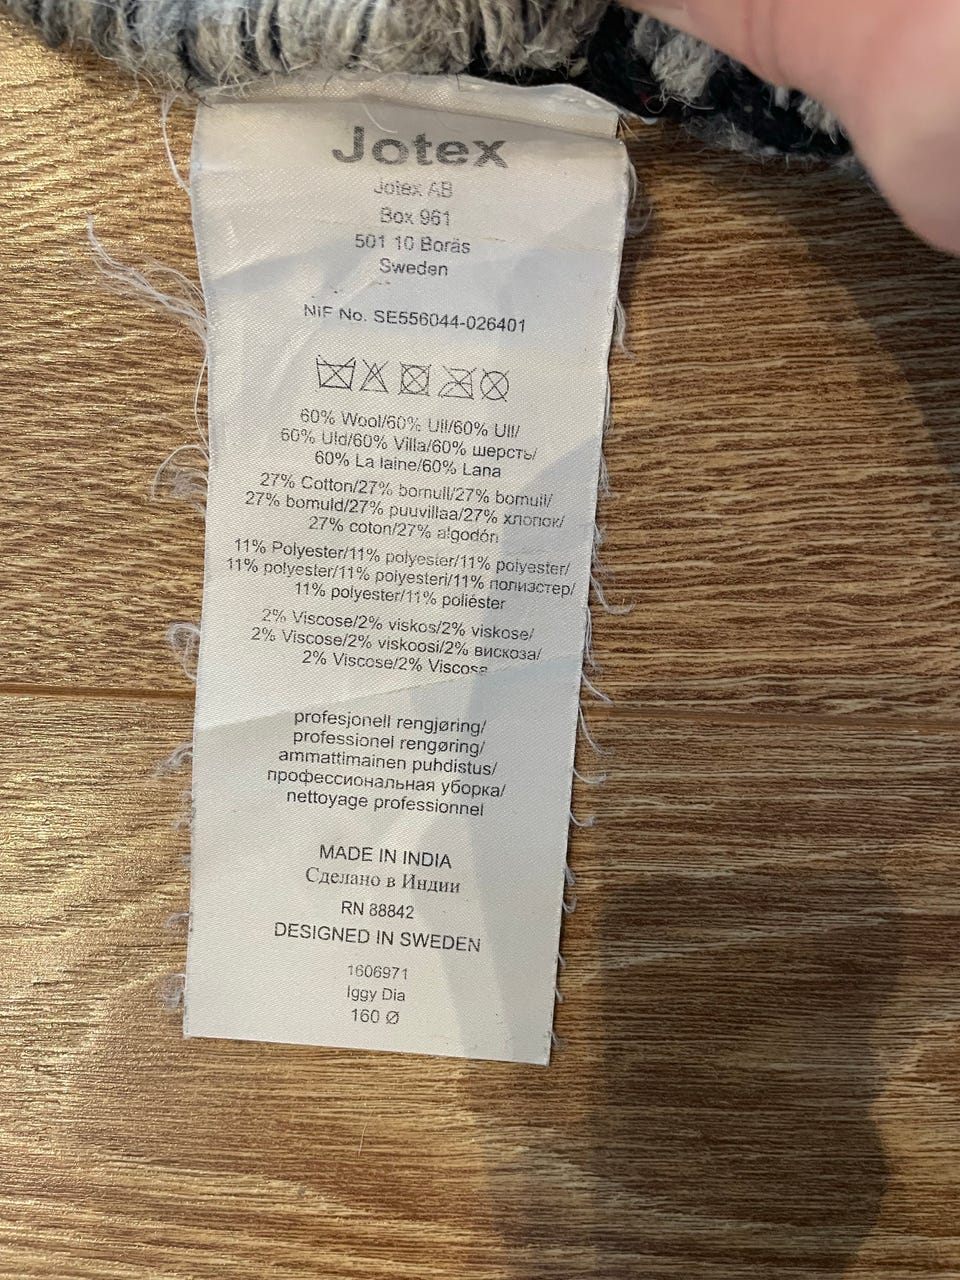 Jotex
Jotex AB
Box 961
501 10 Borås
Sweden
NIF No. SE556044-026401
60% Wool/60% Ull/60% Ull/
60% Uld/60% Villa/60% шерсть/
60% La laine/60% Lana
27% Cotton/27% bomull/27% bomull/
27% bomuld/27% puuvillaa/27% хлопок/
27% coton/27% algodón
11% Polyester/11% polyester/11% polyester/
11% polyester/11% polyesteri/11% полиэстер/
11% polyester/11% poliéster
2% Viscose/2% viskos/2% viskose/
2% Viscose/2% viskoosi/2% вискоза/
2% Viscose/2% Viscosa
profesjonell rengjøring/
professionel rengøring/
ammattimainen puhdistus/
профессиональная уборка/
nettoyage professionnel
MADE IN INDIA
Сделано в Индии
RN 88842
DESIGNED IN SWEDEN
1606971
Iggy Dia
160 Ø